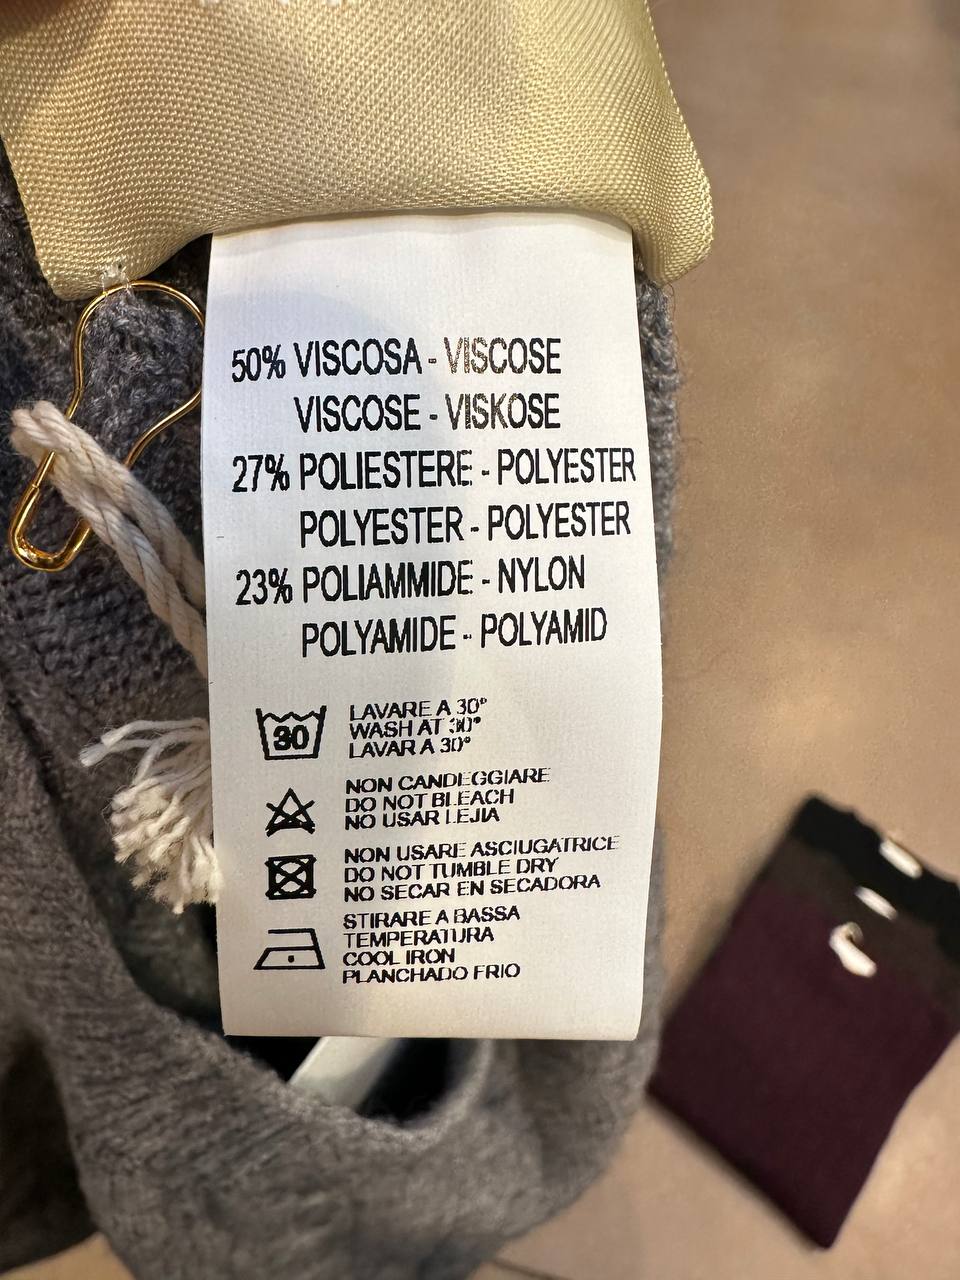 50% VISCOSA - VISCOSE
VISCOSE - VISKOSE
27% POLIESTERE - POLYESTER
POLYESTER - POLYESTER
23% POLIAMMIDE - NYLON
POLYAMIDE - POLYAMID
30
LAVARE A 30°
WASH AT 30°
LAVAR A 30°
NON CANDEGGIARE
DO NOT BLEACH
NO USAR LEJIA
NON USARE ASCIUGATRICE
DO NOT TUMBLE DRY
NO SECAR EN SECADORA
STIRARE A BASSA
TEMPERATURA
COOL IRON
PLANCHADO FRIO